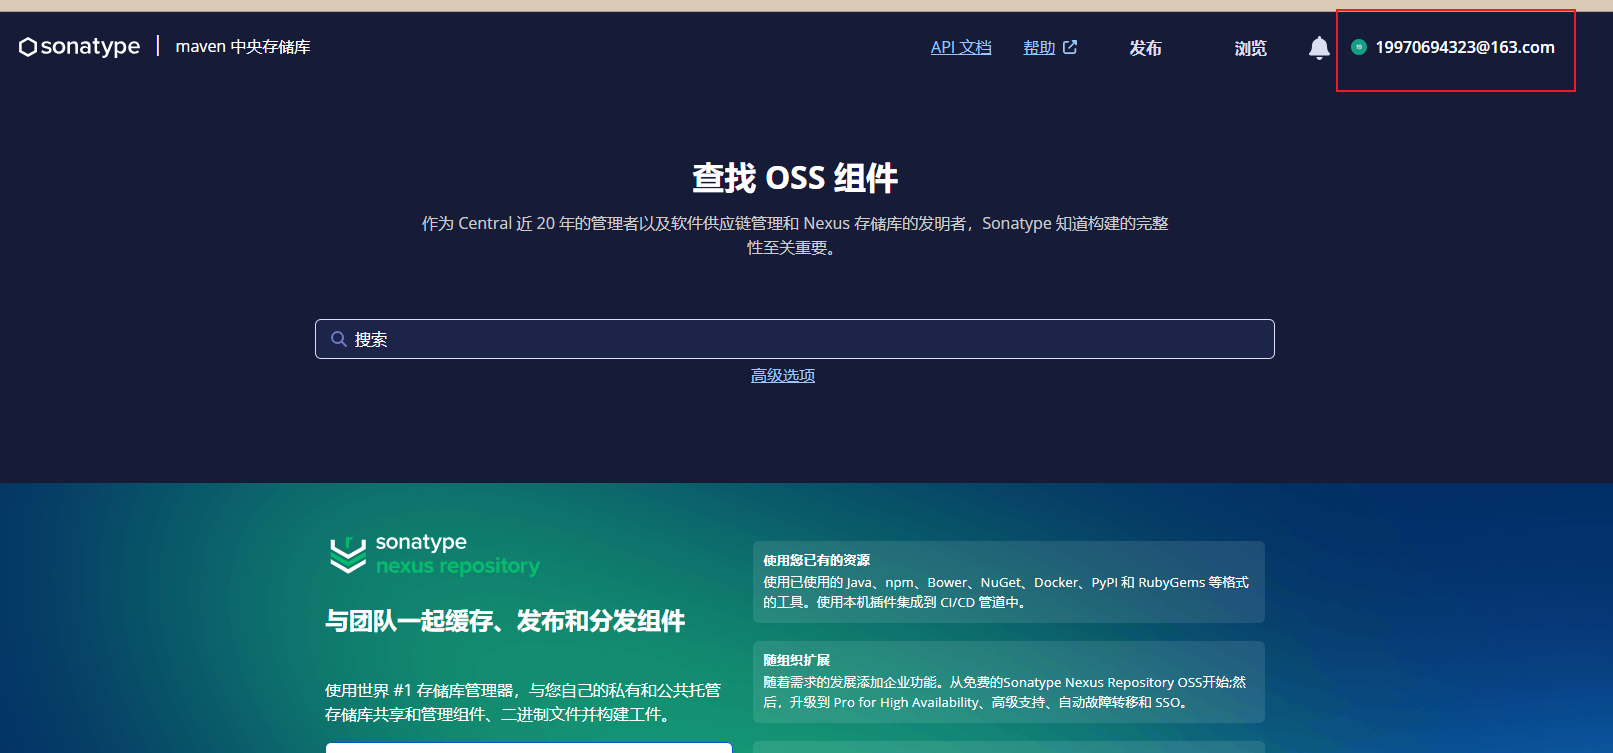 sonatype | maven 中央存储库
API 文档 帮助 发布 浏览 19970694323@163.com
查找 OSS 组件
作为 Central 近 20 年的管理者以及软件供应链管理和 Nexus 存储库的发明者，Sonatype 知道构建的完整
性至关重要。
搜索
高级选项
sonatype
nexus repository
与团队一起缓存、发布和分发组件
使用世界 #1 存储库管理器，与您自己的私有和公共托管
存储库共享和管理组件、二进制文件并构建工件。
使用您已有的资源
使用已使用的 Java、npm、Bower、NuGet、Docker、PyPI 和 RubyGems 等格式
的工具。使用本机插件集成到 CI/CD 管道中。
随组织扩展
随着需求的发展添加企业功能。从免费的Sonatype Nexus Repository OSS开始;然
后，升级到 Pro for High Availability、高级支持、自动故障转移和 SSO。